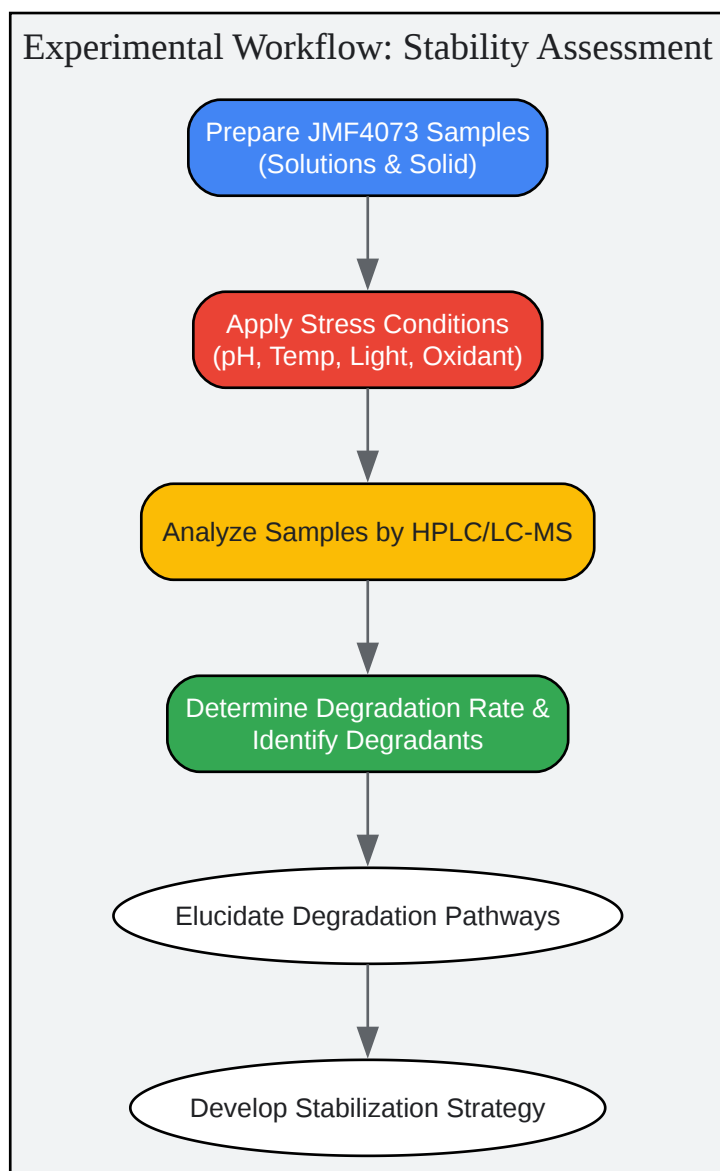 Experimental Workflow: Stability Assessment
Prepare JMF4073 Samples
(Solutions & Solid)
Apply Stress Conditions
(pH, Temp, Light, Oxidant)
Analyze Samples by HPLC/LC-MS
Determine Degradation Rate &
Identify Degradants
Elucidate Degradation Pathways
Develop Stabilization Strategy